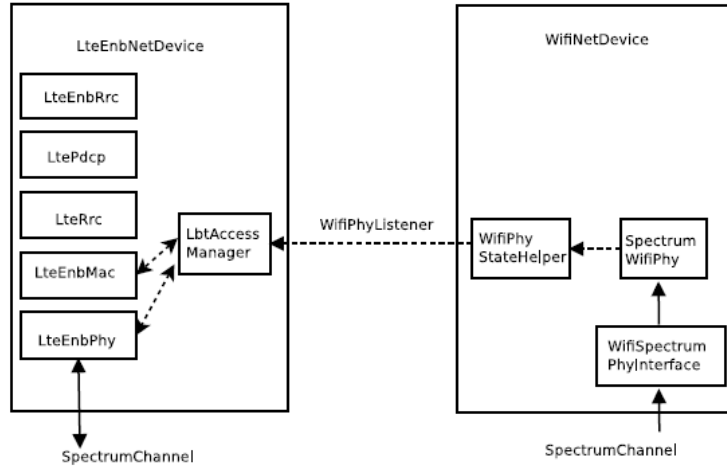 LteEnbNetDevice
LteEnbRrc
LtePdcp
LteRrc
LteEnbMac
LteEnbPhy
LbtAccess
Manager
SpectrumChannel
WifiPhyListener
WifiNetDevice
WifiPhy
StateHelper
Spectrum
WifiPhy
WifiSpectrum
PhyInterface
SpectrumChannel